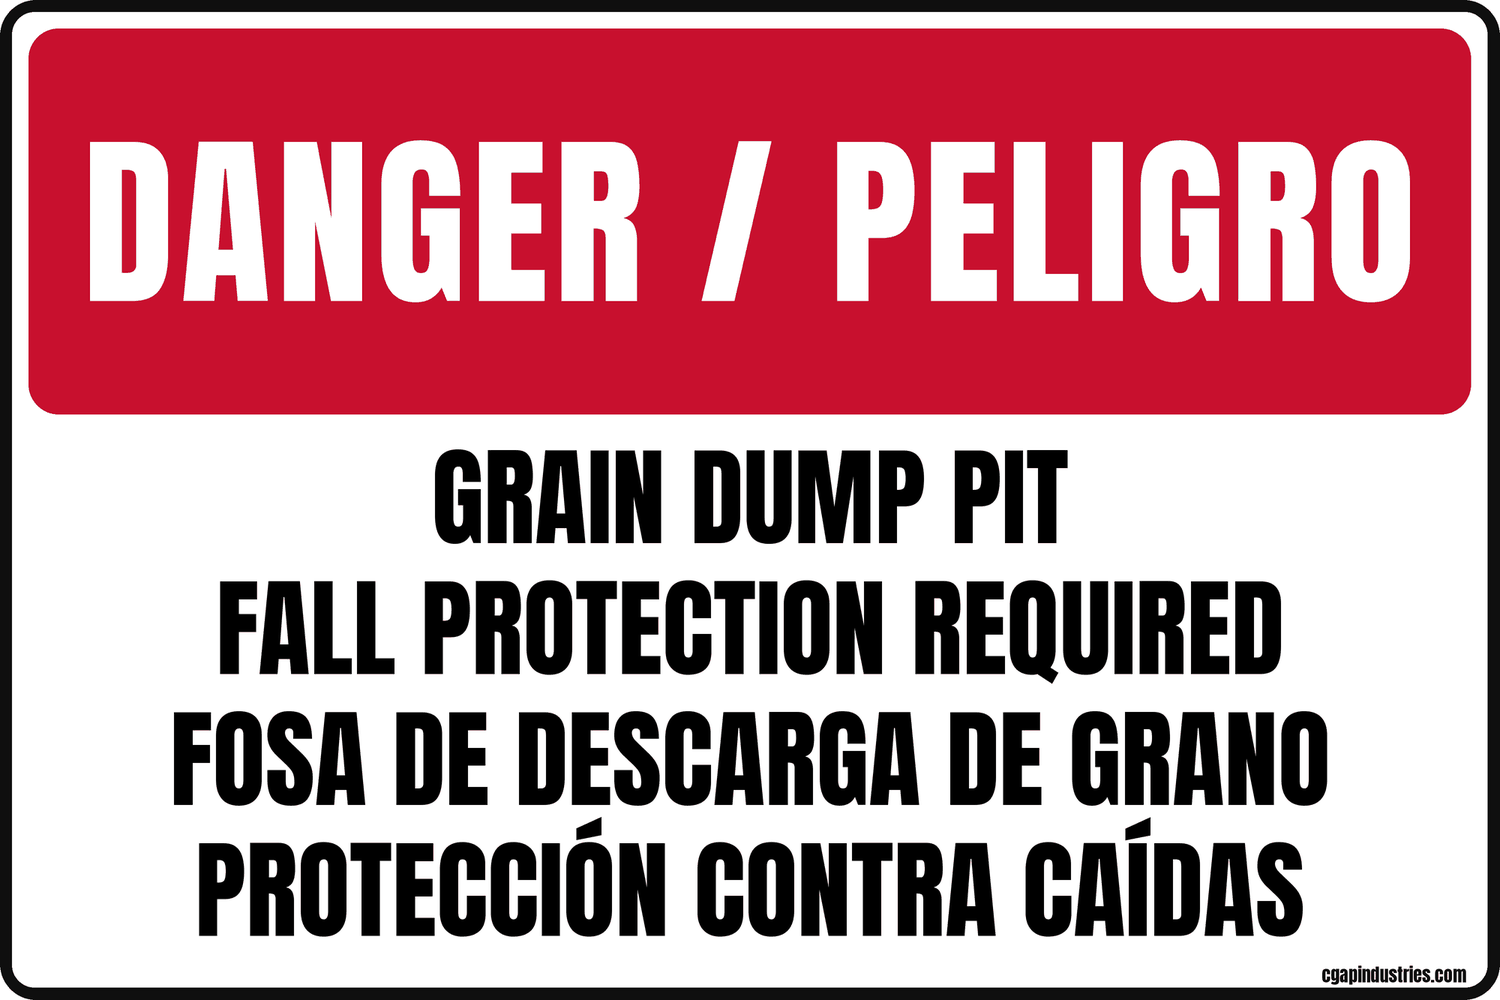 DANGER / PELIGRO
GRAIN DUMP PIT
FALL PROTECTION REQUIRED
FOSA DE DESCARGA DE GRANO
PROTECCIÓN CONTRA CAÍDAS
cgapindustries.com